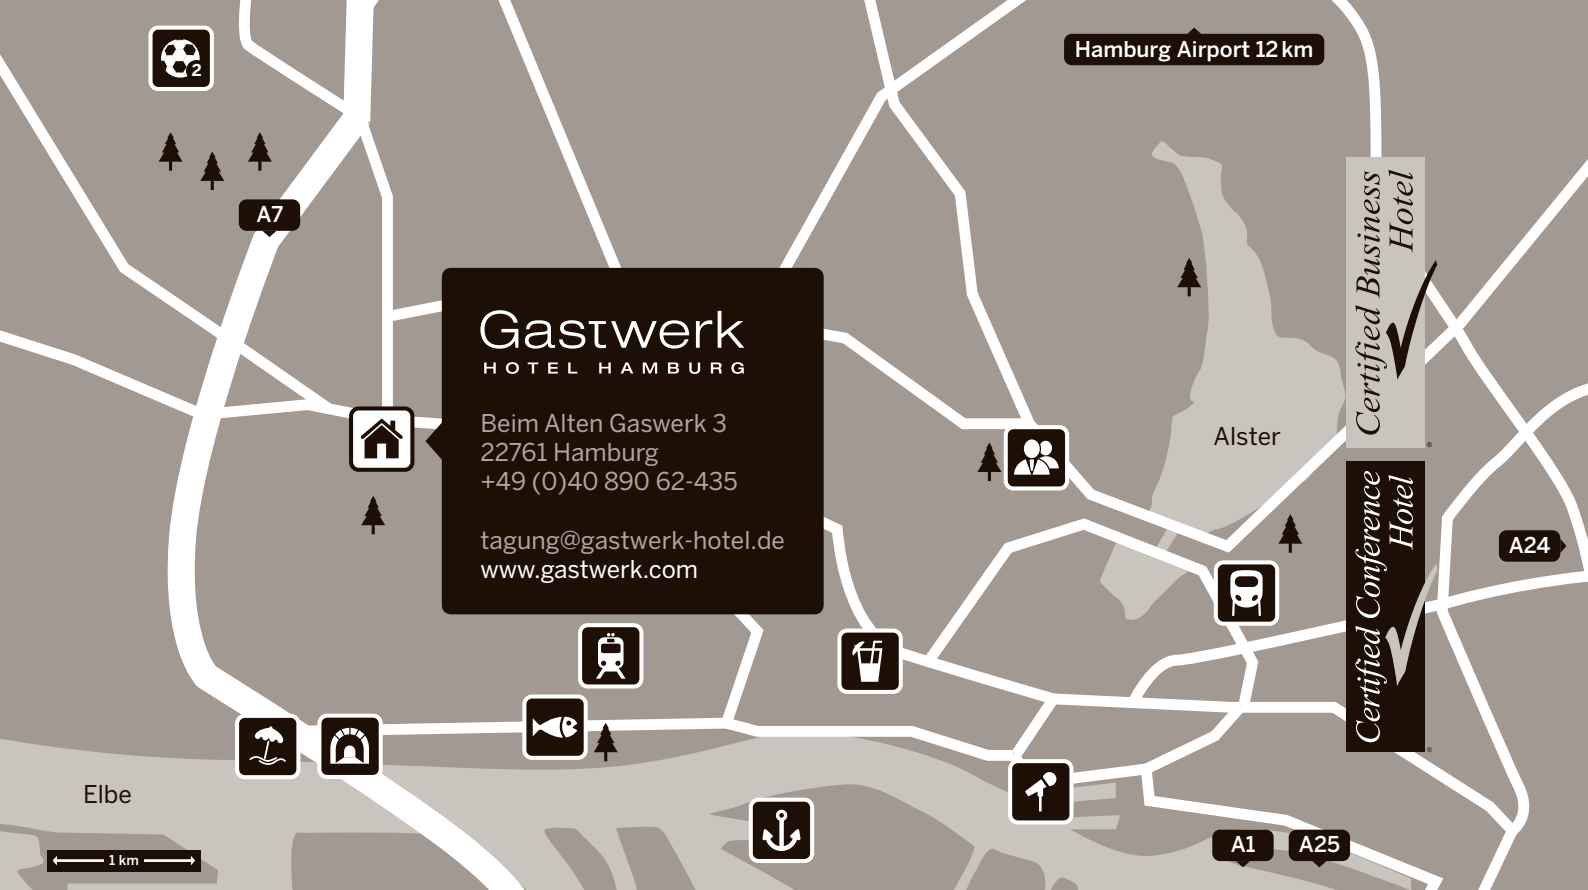 2
Hamburg Airport 12 km
A7
Certified Business
Hotel
Gastwerk
HOTEL HAMBURG
Beim Alten Gaswerk 3
22761 Hamburg
+49 (0)40 890 62-435
tagung@gastwerk-hotel.de
www.gastwerk.com
Alster
Certified Conference
Hotel
A24
Elbe
1 km
A1
A25